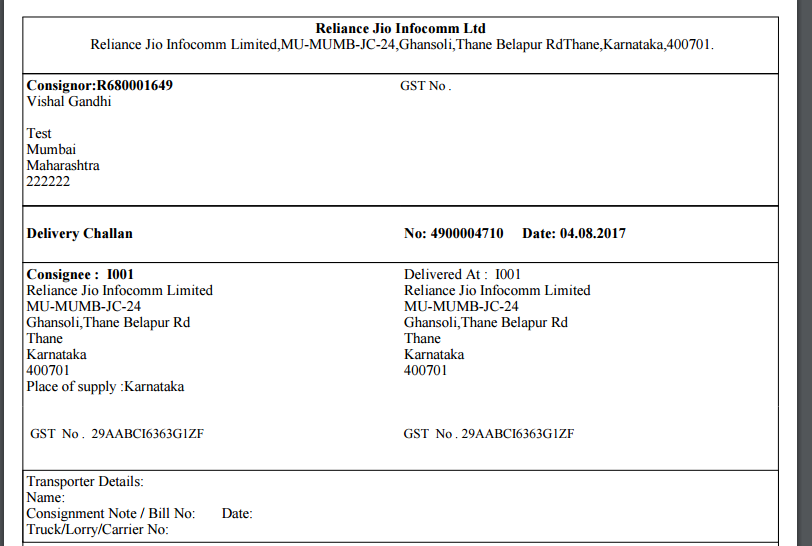 Reliance Jio Infocomm Ltd
Reliance Jio Infocomm Limited,MU-MUMB-JC-24,Ghansoli,Thane Belapur RdThane,Karnataka,400701.
Consignor:R680001649 GST No .
Vishal Gandhi
Test
Mumbai
Maharashtra
222222
Delivery Challan No: 4900004710 Date: 04.08.2017
Consignee : I001
Reliance Jio Infocomm Limited
MU-MUMB-JC-24
Ghansoli,Thane Belapur Rd
Thane
Karnataka
400701
Place of supply :Karnataka
GST No . 29AABCI6363G1ZF
Delivered At : I001
Reliance Jio Infocomm Limited
MU-MUMB-JC-24
Ghansoli,Thane Belapur Rd
Thane
Karnataka
400701
GST No . 29AABCI6363G1ZF
Transporter Details:
Name:
Consignment Note / Bill No: Date:
Truck/Lorry/Carrier No: